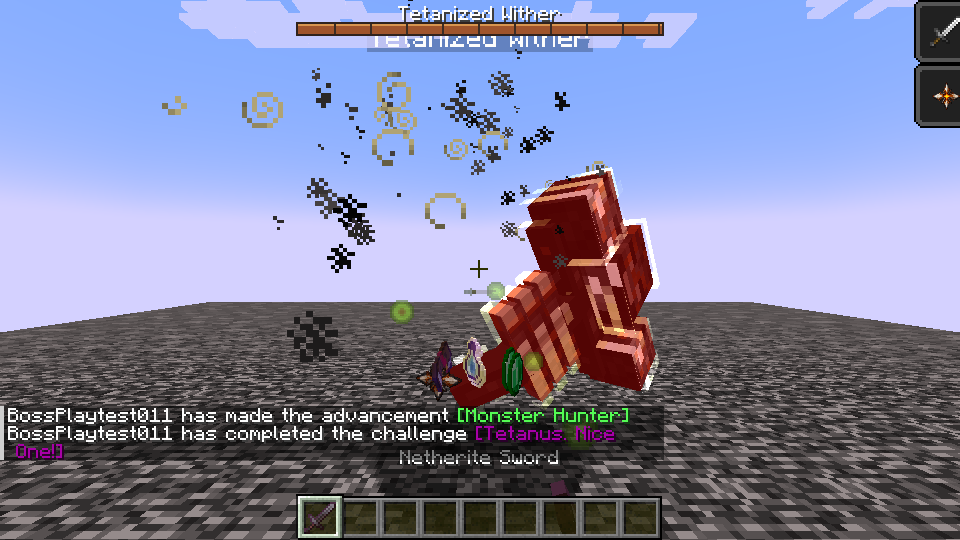 Tetanized Wither
Tetanized Wither
BossPlaytest011 has made the advancement [Monster Hunter]
BossPlaytest011 has completed the challenge [Tetanus. Nice
One!]
Netherite Sword